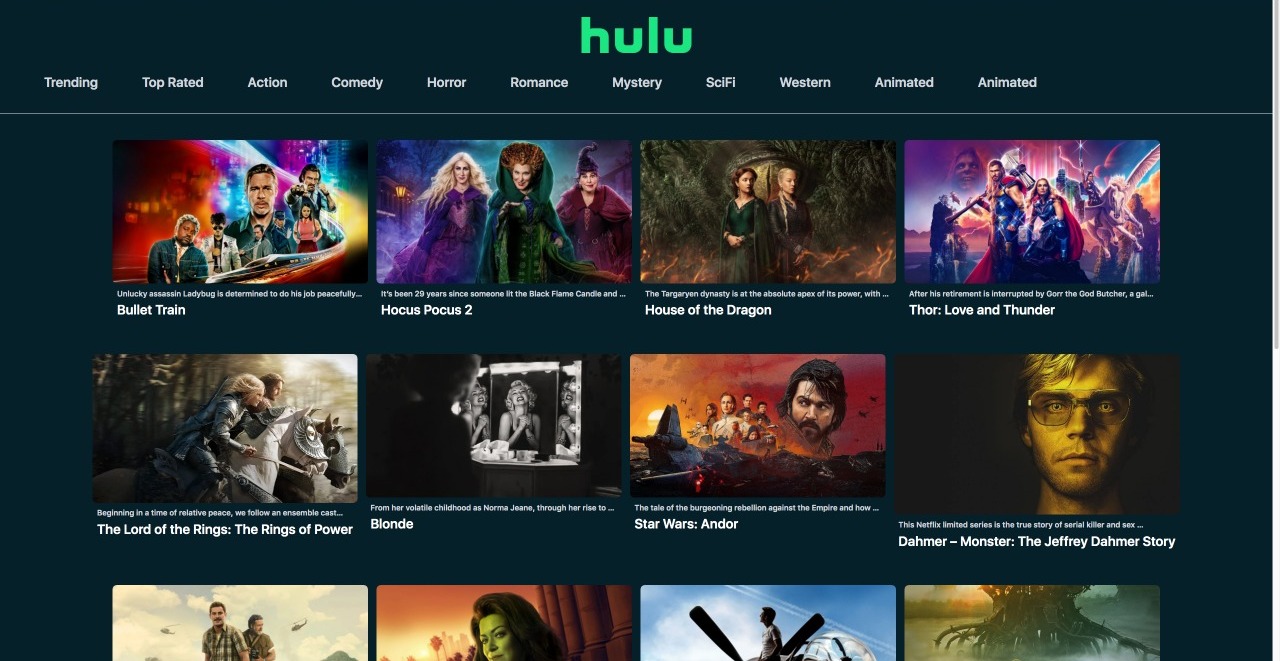 hulu
Trending Top Rated Action Comedy Horror Romance Mystery SciFi Western Animated Animated
Unlucky assassin Ladybug is determined to do his job peacefully...
Bullet Train
It's been 29 years since someone lit the Black Flame Candle and ...
Hocus Pocus 2
The Targaryen dynasty is at the absolute apex of its power, with ...
House of the Dragon
After his retirement is interrupted by Gorr the God Butcher, a gal...
Thor: Love and Thunder
Beginning in a time of relative peace, we follow an ensemble cast...
The Lord of the Rings: The Rings of Power
From her volatile childhood as Norma Jeane, through her rise to ...
Blonde
The tale of the burgeoning rebellion against the Empire and how ...
Star Wars: Andor
This Netflix limited series is the true story of serial killer and sex ...
Dahmer – Monster: The Jeffrey Dahmer Story